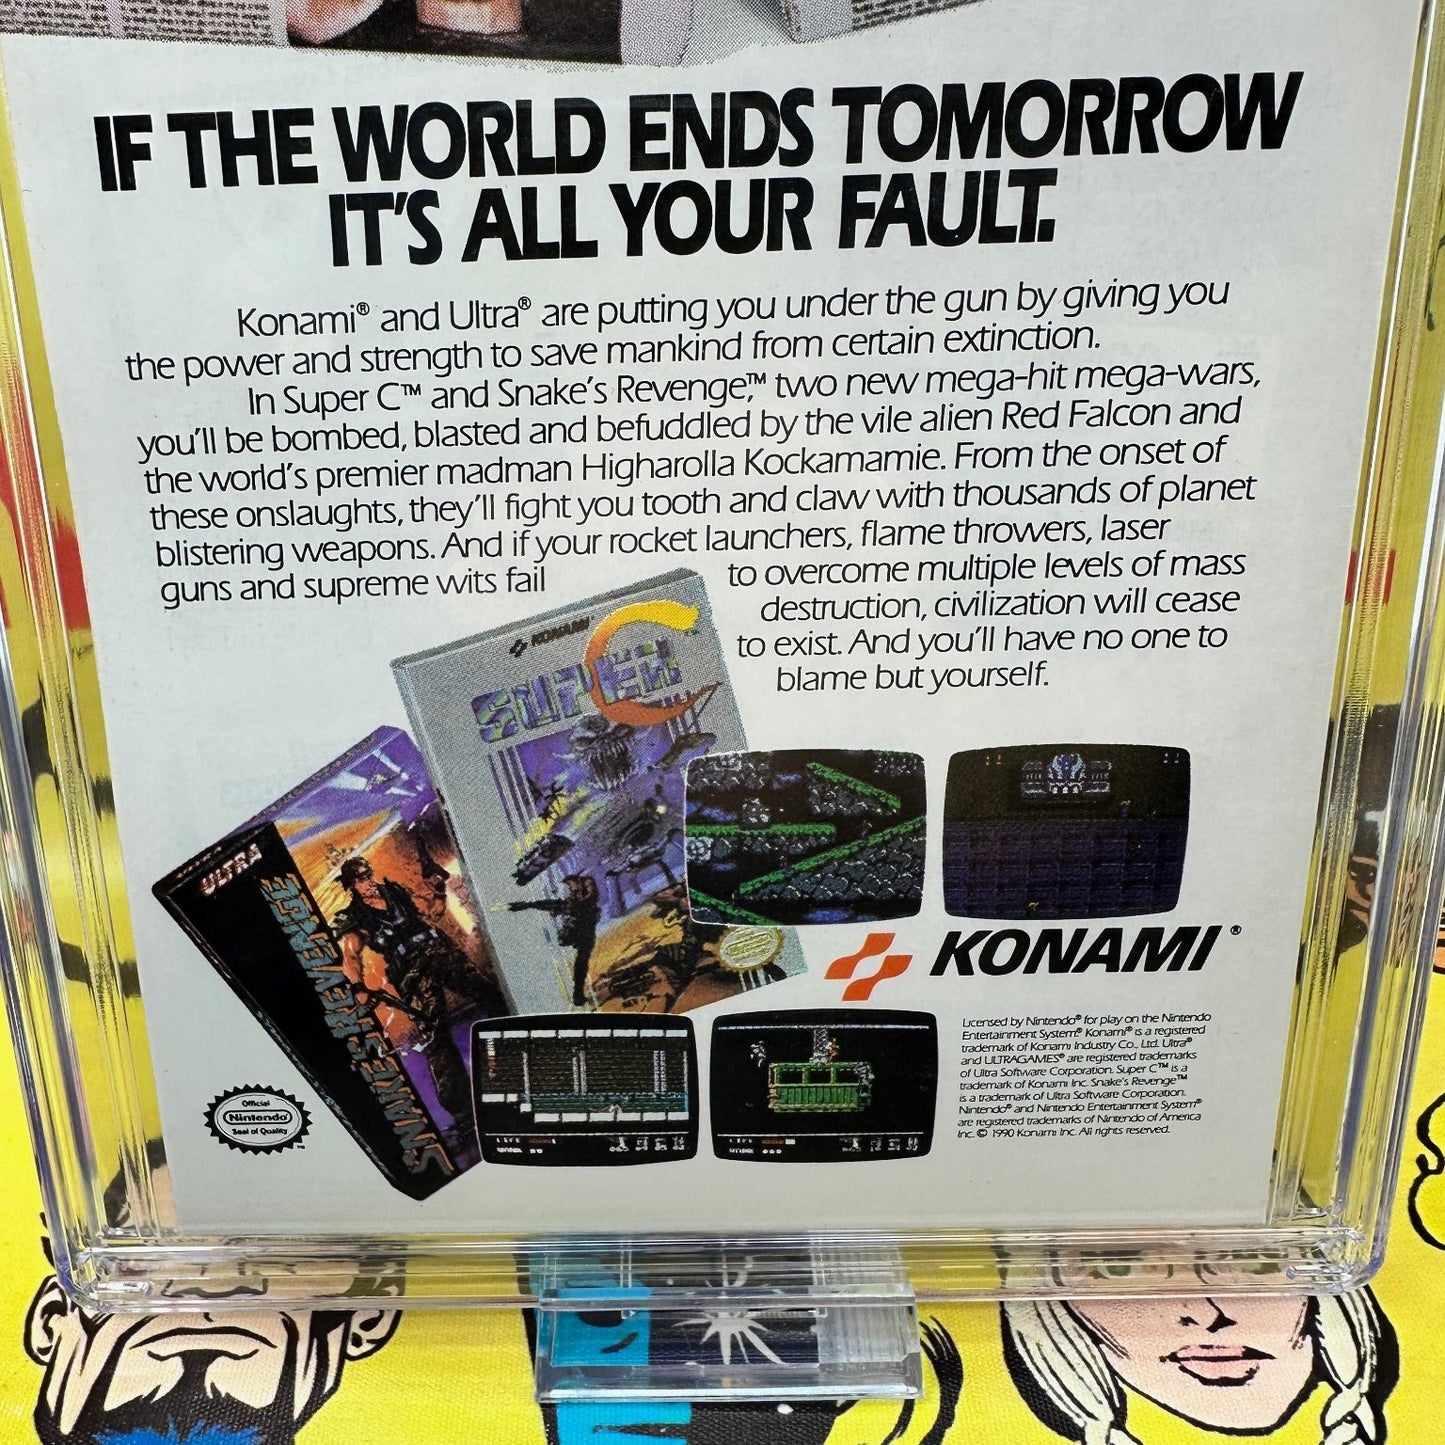 IF THE WORLD ENDS TOMORROW
IT'S ALL YOUR FAULT.
Konami® and Ultra® are putting you under the gun by giving you
the power and strength to save mankind from certain extinction.
In Super C™ and Snake's Revenge,™ two new mega-hit mega-wars,
you'll be bombed, blasted and befuddled by the vile alien Red Falcon and
the world's premier madman Higharolla Kockamamie. From the onset of
these onslaughts, they'll fight you tooth and claw with thousands of planet
blistering weapons. And if your rocket launchers, flame throwers, laser
guns and supreme wits fail to overcome multiple levels of mass
destruction, civilization will cease
to exist. And you'll have no one to
blame but yourself.
KONAMI
SUPER C
ULTRA
SNAKE'S REVENGE
KONAMI®
Licensed by Nintendo® for play on the Nintendo
Entertainment System® Konami® is a registered
trademark of Konami Industry Co., Ltd. Ultra®
and ULTRAGAMES® are registered trademarks
of Ultra Software Corporation. Super C™ is a
trademark of Konami Inc. Snake's Revenge™
is a trademark of Ultra Software Corporation.
Nintendo® and Nintendo Entertainment System®
are registered trademarks of Nintendo of America
Inc. © 1990 Konami Inc. All rights reserved.
Official
Nintendo
Seal of Quality
LIFE
LIFE